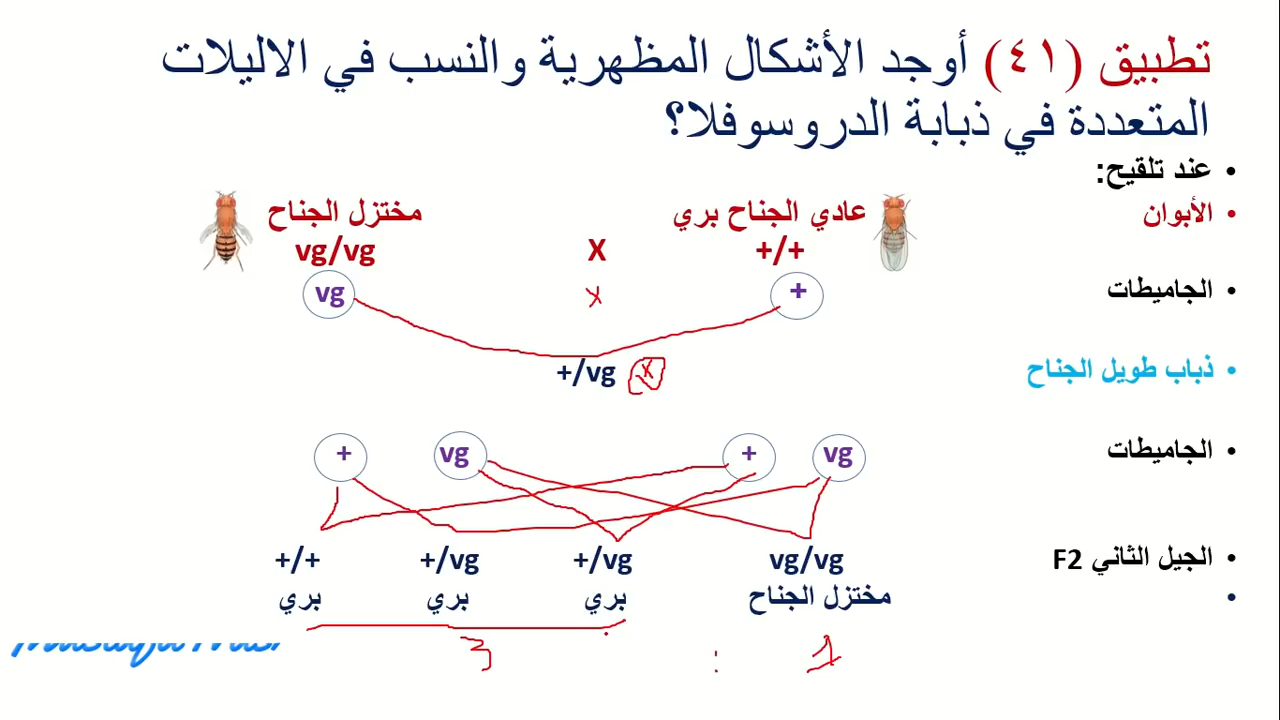 تطبيق (٤١) أوجد الأشكال المظهرية والنسب في الاليلات
المتعددة في ذبابة الدروسوفلا؟
• عند تلقيح:
• الأبوان عادي الجناح بري مختزل الجناح
+/+ X vg/vg
• الجاميطات + x vg
• ذباب طويل الجناح +/vg x
• الجاميطات vg + vg +
• الجيل الثاني F2 vg/vg +/vg +/vg +/+
• مختزل الجناح بري بري بري
1 : 3